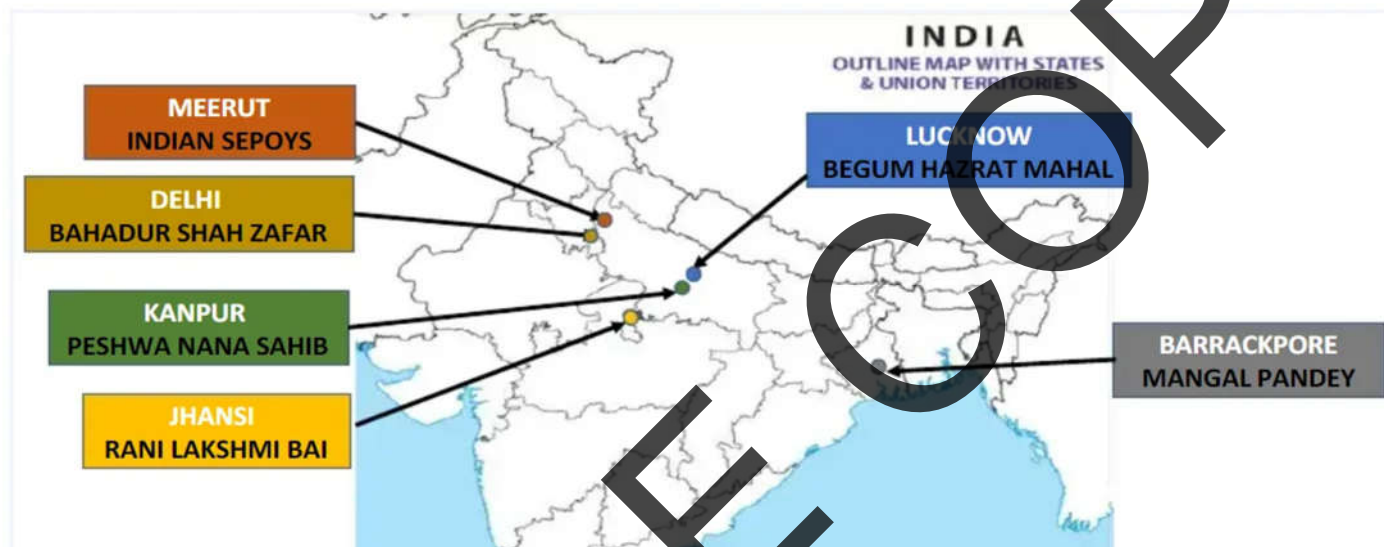 INDIA
OUTLINE MAP WITH STATES
& UNION TERRITORIES
MEERUT
INDIAN SEPOYS
LUCKNOW
BEGUM HAZRAT MAHAL
DELHI
BAHADUR SHAH ZAFAR
KANPUR
PESHWA NANA SAHIB
BARRACKPORE
MANGAL PANDEY
JHANSI
RANI LAKSHMI BAI
E COP